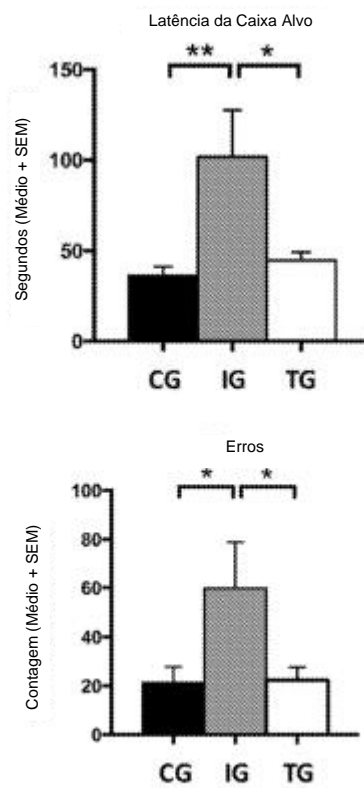 Latência da Caixa Alvo
** *
Segundos (Médio + SEM)
150
100
50
0
CG IG TG
Erros
* *
Contagem (Médio + SEM)
100
80
60
40
20
0
CG IG TG